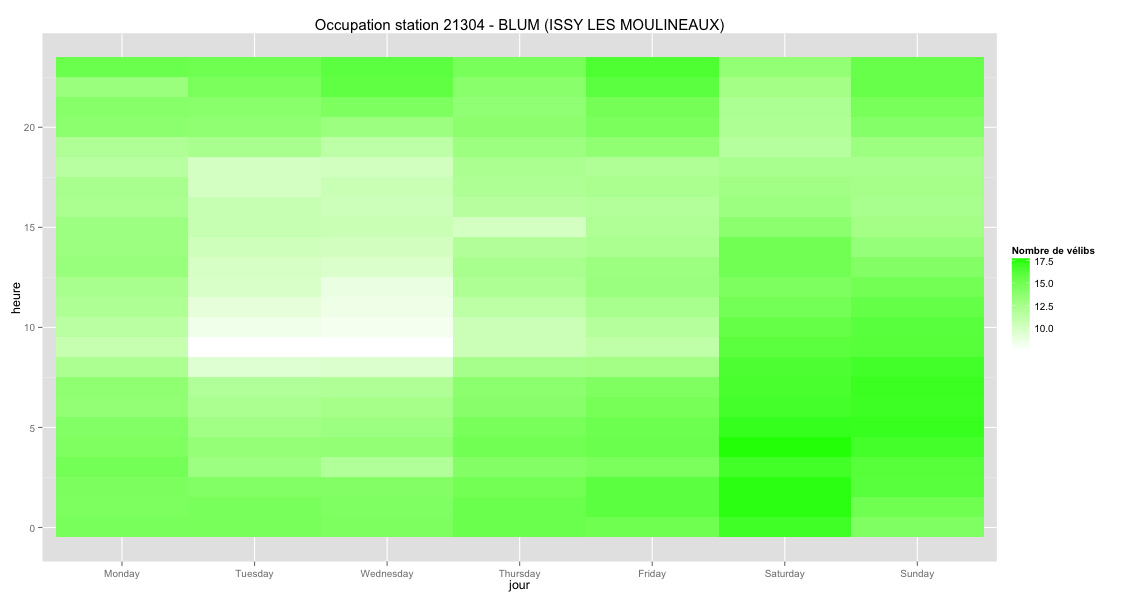 Occupation station 21304 - BLUM (ISSY LES MOULINEAUX)
20
15
10
5
0
heure
Monday Tuesday Wednesday Thursday Friday Saturday Sunday
jour
Nombre de vélibs
17.5
15.0
12.5
10.0